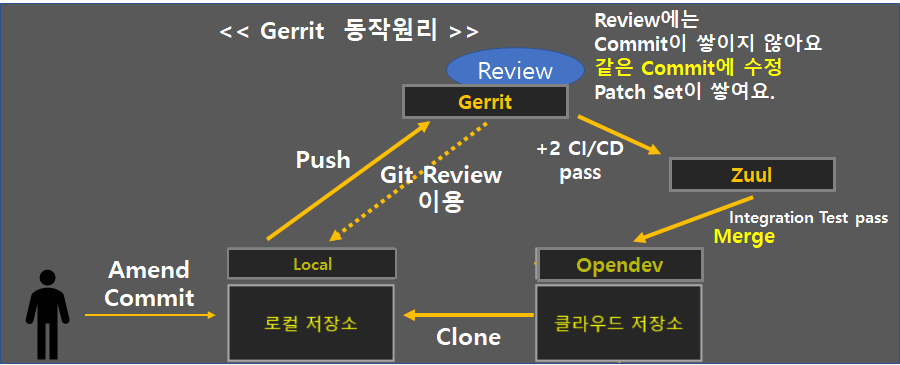 << Gerrit 동작원리 >>
Review에는
Commit이 쌓이지 않아요
같은 Commit에 수정
Patch Set이 쌓여요.
Review
Gerrit
Push
Git Review
이용
+2 CI/CD
pass
Zuul
Integration Test pass
Merge
Amend
Commit
Local
로컬 저장소
Clone
Opendev
클라우드 저장소